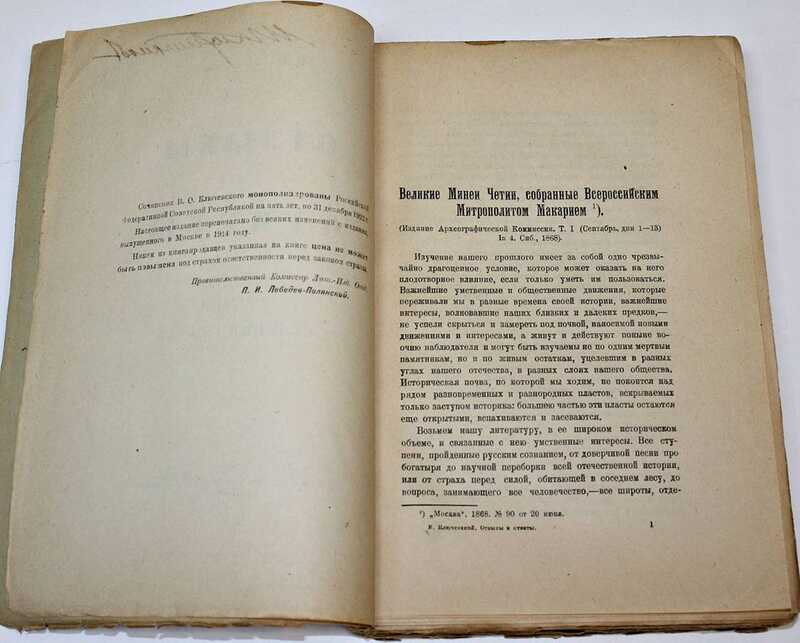 Сочинения В. О. Ключевского монополизированы Российской
Федеративной Советской Республикой на пять лет, по 31 декабря 1922 г.
Настоящее издание перепечатано без всяких изменений с издания,
выпущенного в Москве в 1914 году.
Никем из книгопродавцев указанная на книге цена не может
быть повышена под страхом ответственности перед законом страны.
Правительственный Комиссар Лит.-Изд. Отд.
П. И. Лебедев-Полянский.
Великие Минеи Четии, собранные Всероссийским
Митрополитом Макарием ¹).
(Издание Археографической Комиссии. Т. I (Сентябрь, дни 1—13)
In 4. Спб., 1868).
Изучение нашего прошлого имеет за собой одно чрезвы-
чайно драгоценное условие, которое может оказать на него
плодотворное влияние, если только уметь им пользоваться.
Важнейшие умственные и общественные движения, которые
переживали мы в разные времена своей истории, важнейшие
интересы, волновавшие наших близких и далеких предков,—
не успели скрыться и замереть под почвой, наносимой новыми
движениями и интересами, а живут и действуют поныне во-
очию наблюдателя и могут быть изучаемы не по одним мертвым
памятникам, но и по живым остаткам, уцелевшим в разных
углах нашего отечества, в разных слоях нашего общества.
Историческая почва, по которой мы ходим, не покоится над
рядом разновременных и разнородных пластов, вскрываемых
только заступом историка: большею частью эти пласты остаются
еще открытыми, вспахиваются и засеваются.
Возьмем нашу литературу, в ее широком историческом
объеме, и связанные с нею умственные интересы. Все сту-
пени, пройденные русским сознанием, от доверчивой песни про
богатыря до научной переборки всей отечественной истории,
или от страха перед силой, обитающей в соседнем лесу, до
вопроса, занимающего все человечество,—все широты, отде-
¹) „Москва“, 1868. № 90 от 20 июля.
В. Ключевский, Отзывы и ответы.
1